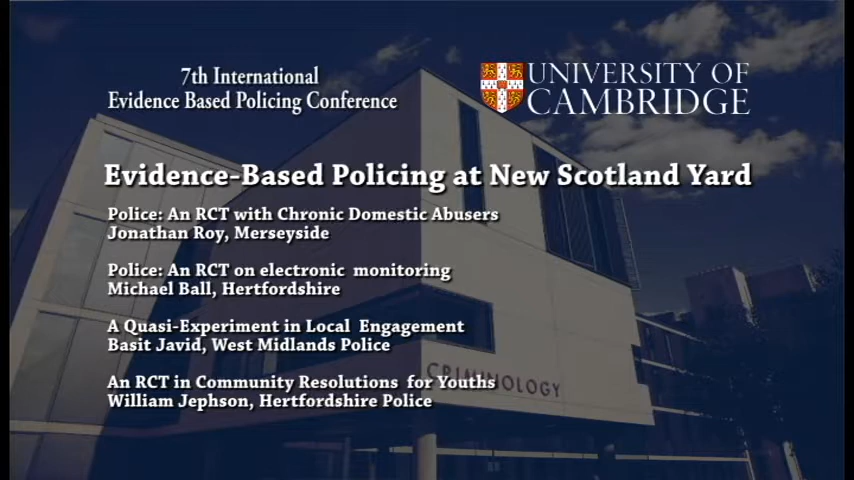 7th International
Evidence Based Policing Conference
UNIVERSITY OF
CAMBRIDGE
Evidence-Based Policing at New Scotland Yard
Police: An RCT with Chronic Domestic Abusers
Jonathan Roy, Merseyside
Police: An RCT on electronic monitoring
Michael Ball, Hertfordshire
A Quasi-Experiment in Local Engagement
Basit Javid, West Midlands Police
An RCT in Community Resolutions for Youths
William Jephson, Hertfordshire Police
CRIMINOLOGY